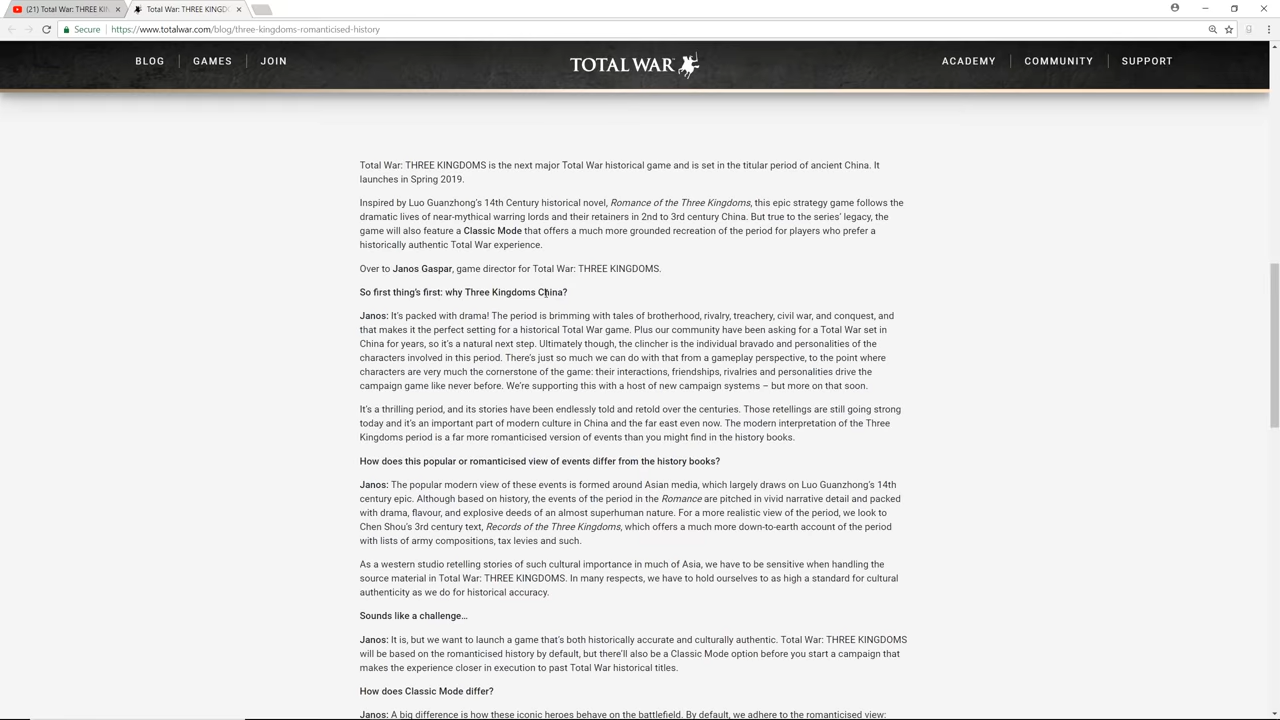 (21) Total War: THREE KIN
Total War: THREE KINGD
Secure
https://www.totalwar.com/blog/three-kingdoms-romanticised-history
BLOG
GAMES
JOIN
TOTAL WAR
ACADEMY
COMMUNITY
SUPPORT
Total War: THREE KINGDOMS is the next major Total War historical game and is set in the titular period of ancient China. It
launches in Spring 2019.
Inspired by Luo Guanzhong's 14th Century historical novel, Romance of the Three Kingdoms, this epic strategy game follows the
dramatic lives of near-mythical warring lords and their retainers in 2nd to 3rd century China. But true to the series' legacy, the
game will also feature a Classic Mode that offers a much more grounded recreation of the period for players who prefer a
historically authentic Total War experience.
Over to Janos Gaspar, game director for Total War: THREE KINGDOMS.
So first thing's first: why Three Kingdoms China?
Janos: It's packed with drama! The period is brimming with tales of brotherhood, rivalry, treachery, civil war, and conquest, and
that makes it the perfect setting for a historical Total War game. Plus our community have been asking for a Total War set in
China for years, so it's a natural next step. Ultimately though, the clincher is the individual bravado and personalities of the
characters involved in this period. There's just so much we can do with that from a gameplay perspective, to the point where
characters are very much the cornerstone of the game: their interactions, friendships, rivalries and personalities drive the
campaign game like never before. We're supporting this with a host of new campaign systems – but more on that soon.
It's a thrilling period, and its stories have been endlessly told and retold over the centuries. Those retellings are still going strong
today and it's an important part of modern culture in China and the far east even now. The modern interpretation of the Three
Kingdoms period is a far more romanticised version of events than you might find in the history books.
How does this popular or romanticised view of events differ from the history books?
Janos: The popular modern view of these events is formed around Asian media, which largely draws on Luo Guanzhong's 14th
century epic. Although based on history, the events of the period in the Romance are pitched in vivid narrative detail and packed
with drama, flavour, and explosive deeds of an almost superhuman nature. For a more realistic view of the period, we look to
Chen Shou's 3rd century text, Records of the Three Kingdoms, which offers a much more down-to-earth account of the period
with lists of army compositions, tax levies and such.
As a western studio retelling stories of such cultural importance in much of Asia, we have to be sensitive when handling the
source material in Total War: THREE KINGDOMS. In many respects, we have to hold ourselves to as high a standard for cultural
authenticity as we do for historical accuracy.
Sounds like a challenge…
Janos: It is, but we want to launch a game that's both historically accurate and culturally authentic. Total War: THREE KINGDOMS
will be based on the romanticised history by default, but there'll also be a Classic Mode option before you start a campaign that
makes the experience closer in execution to past Total War historical titles.
How does Classic Mode differ?
Janos: A big difference is how these iconic heroes behave on the battlefield. By default, we adhere to the romanticised view: